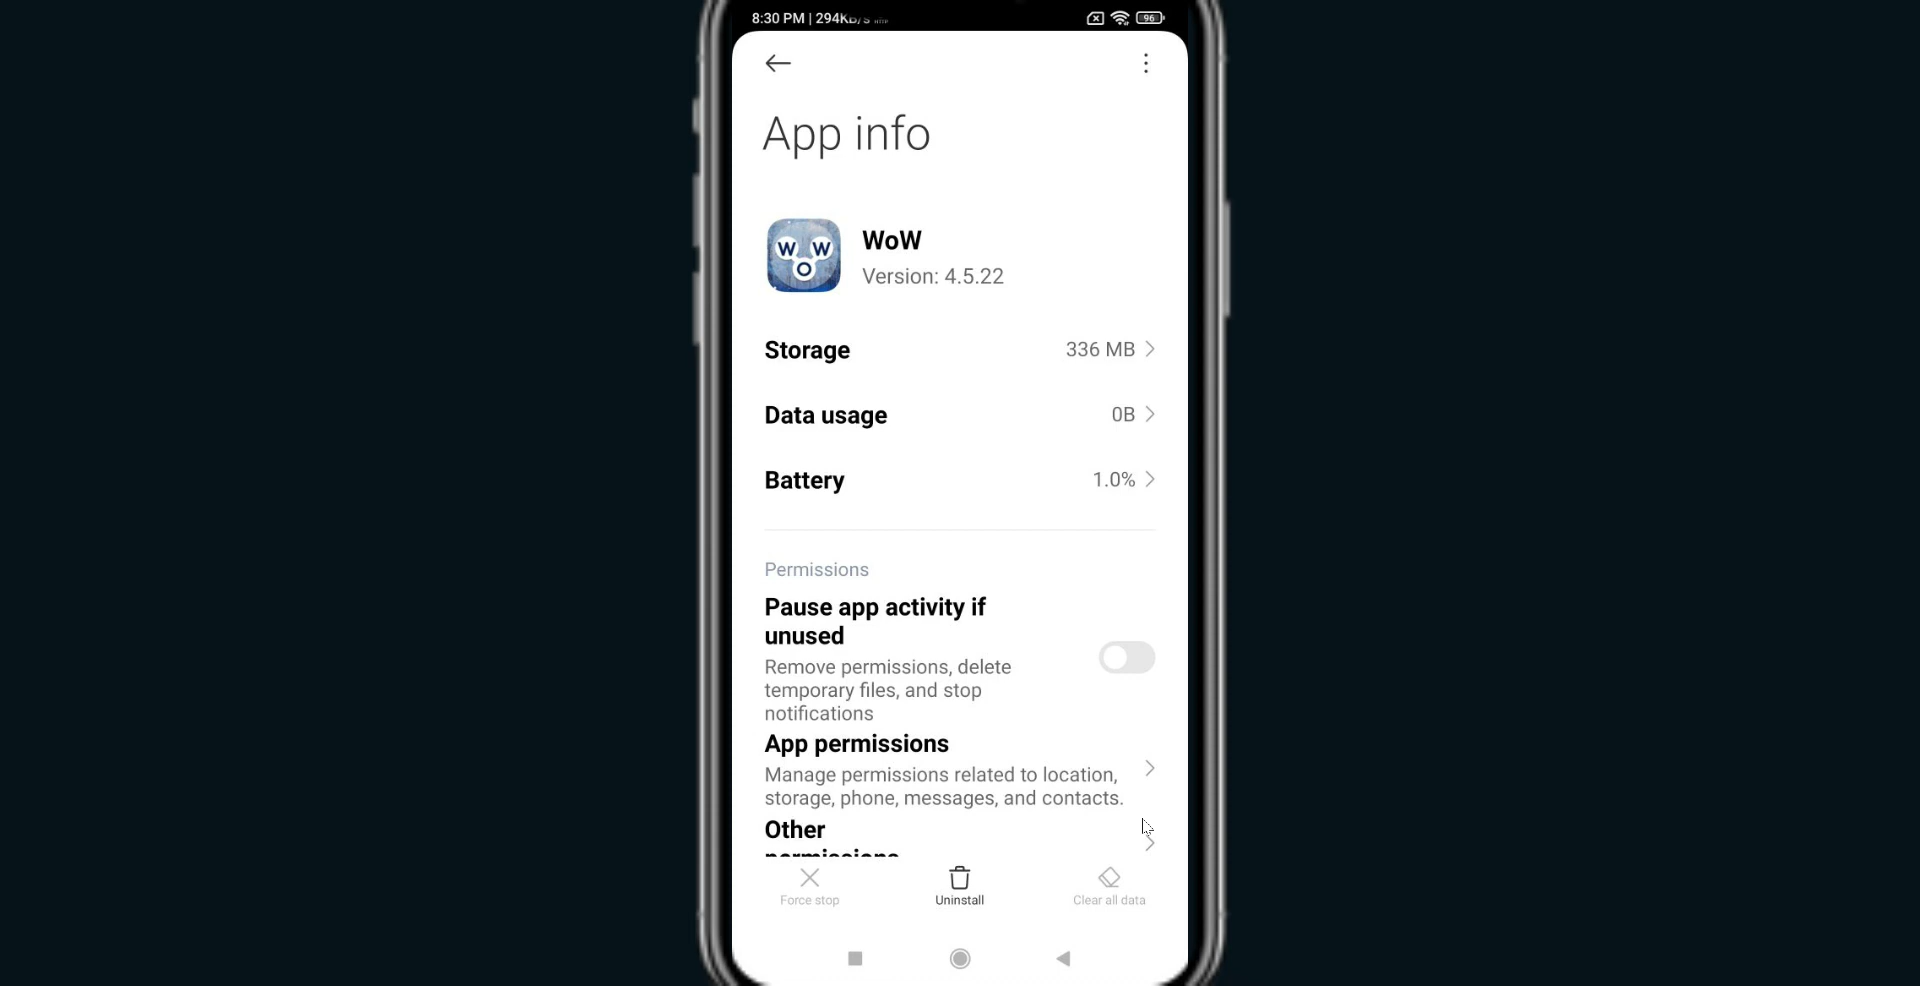 8:30 PM | 294KB/s
96
App info
W W
O
WoW
Version: 4.5.22
Storage
336 MB
Data usage
0B
Battery
1.0%
Permissions
Pause app activity if
unused
Remove permissions, delete
temporary files, and stop
notifications
App permissions
Manage permissions related to location,
storage, phone, messages, and contacts.
Other
permissions
Force stop
Uninstall
Clear all data